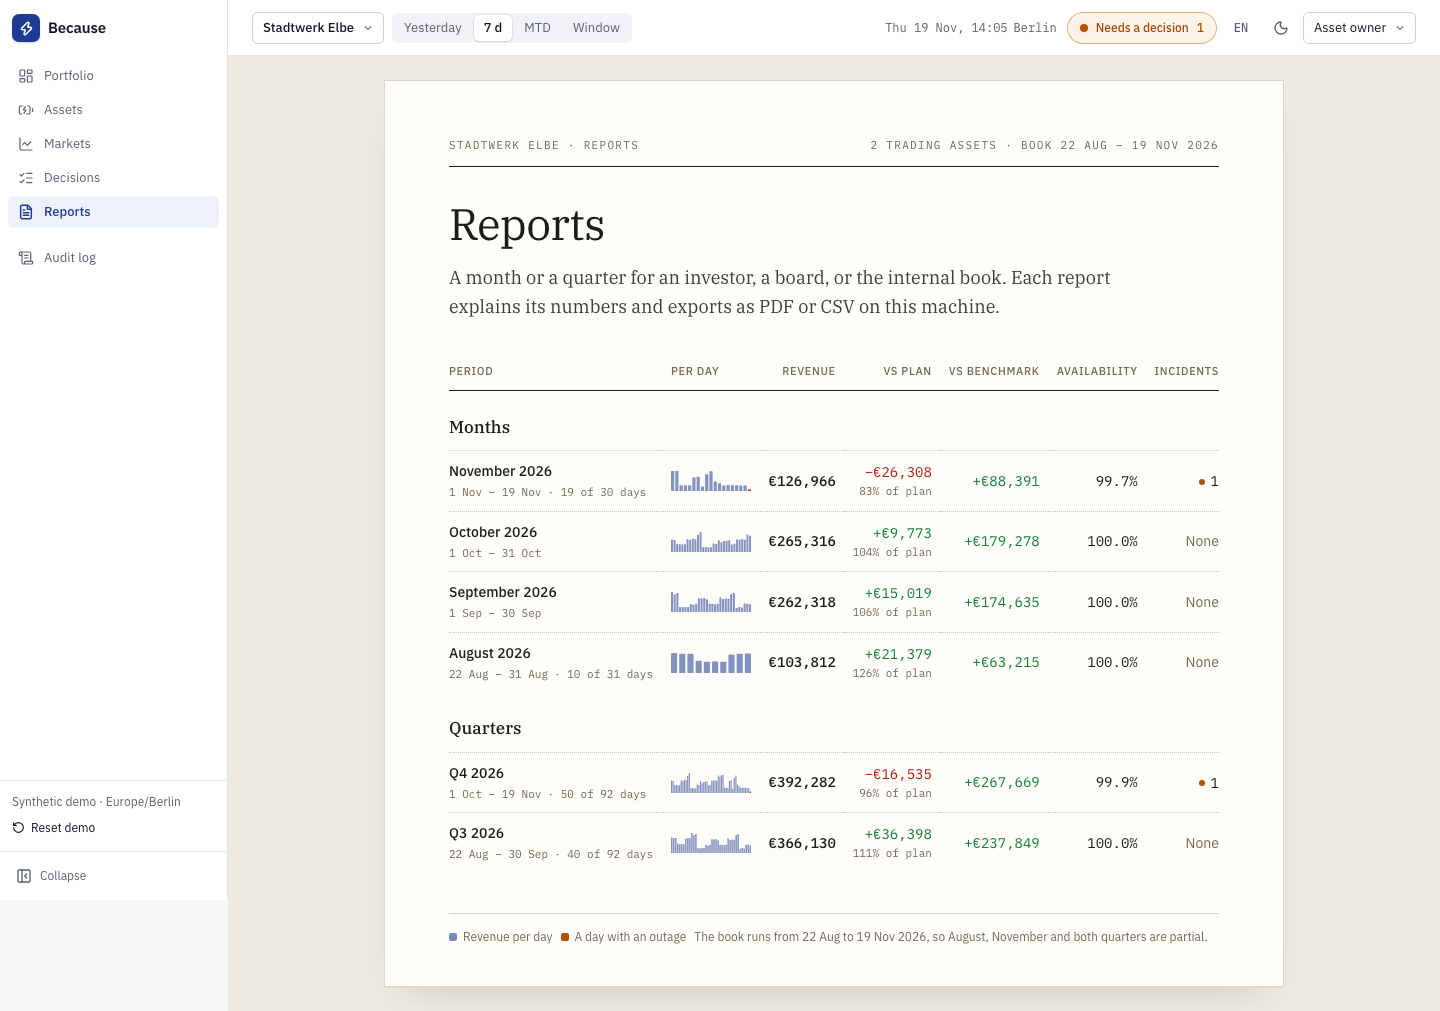 Because
Stadtwerk Elbe
Yesterday
7 d
MTD
Window
Thu 19 Nov, 14:05 Berlin
Needs a decision 1
EN
Asset owner
Portfolio
Assets
Markets
Decisions
Reports
Audit log
Synthetic demo · Europe/Berlin
Reset demo
Collapse
STADTWERK ELBE · REPORTS
2 TRADING ASSETS · BOOK 22 AUG – 19 NOV 2026
Reports
A month or a quarter for an investor, a board, or the internal book. Each report
explains its numbers and exports as PDF or CSV on this machine.
PERIOD PER DAY REVENUE VS PLAN VS BENCHMARK AVAILABILITY INCIDENTS
Months
November 2026 €126,966 −€26,308 +€88,391 99.7% 1
1 Nov – 19 Nov · 19 of 30 days 83% of plan
October 2026 €265,316 +€9,773 +€179,278 100.0% None
1 Oct – 31 Oct 104% of plan
September 2026 €262,318 +€15,019 +€174,635 100.0% None
1 Sep – 30 Sep 106% of plan
August 2026 €103,812 +€21,379 +€63,215 100.0% None
22 Aug – 31 Aug · 10 of 31 days 126% of plan
Quarters
Q4 2026 €392,282 −€16,535 +€267,669 99.9% 1
1 Oct – 19 Nov · 50 of 92 days 96% of plan
Q3 2026 €366,130 +€36,398 +€237,849 100.0% None
22 Aug – 30 Sep · 40 of 92 days 111% of plan
Revenue per day A day with an outage The book runs from 22 Aug to 19 Nov 2026, so August, November and both quarters are partial.